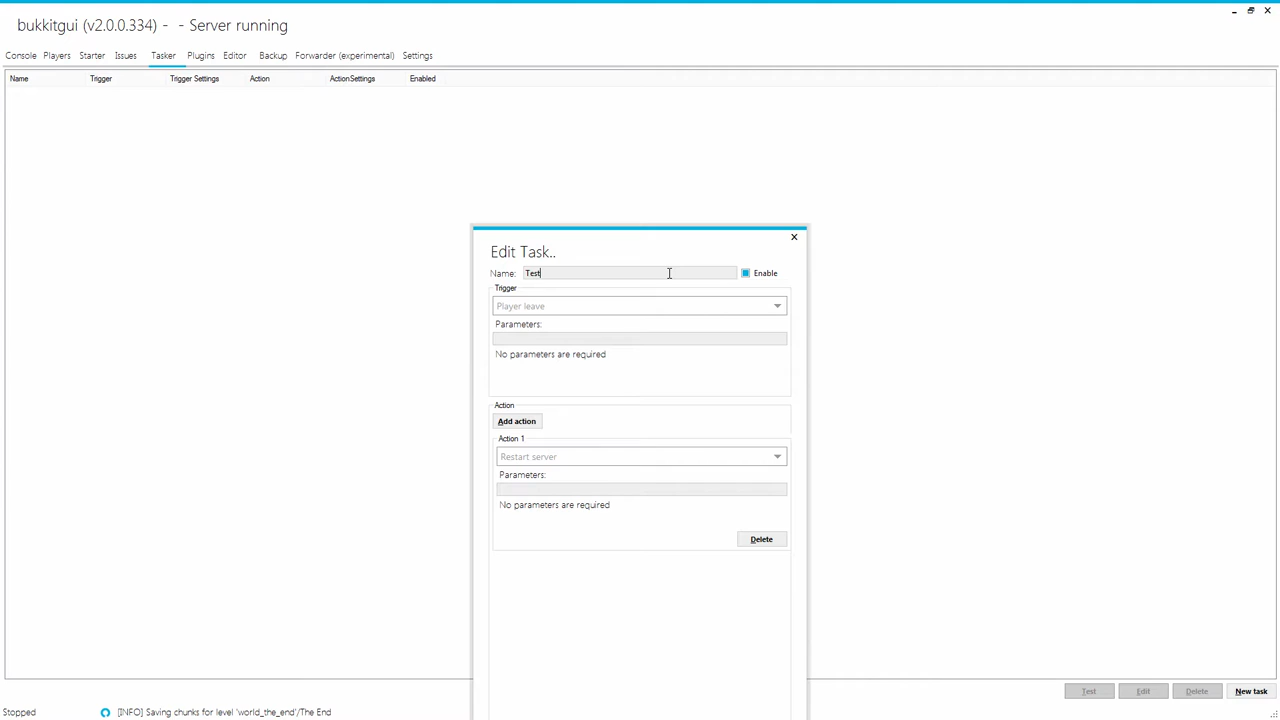 bukkitgui (v2.0.0.334) - - Server running
Console Players Starter Issues Tasker Plugins Editor Backup Forwarder (experimental) Settings
Name Trigger Trigger Settings Action ActionSettings Enabled
Edit Task..
Name: Test Enable
Trigger
Player leave
Parameters:
No parameters are required
Action
Add action
Action 1
Restart server
Parameters:
No parameters are required
Delete
Test Edit Delete New task
Stopped [INFO] Saving chunks for level 'world_the_end'/The End